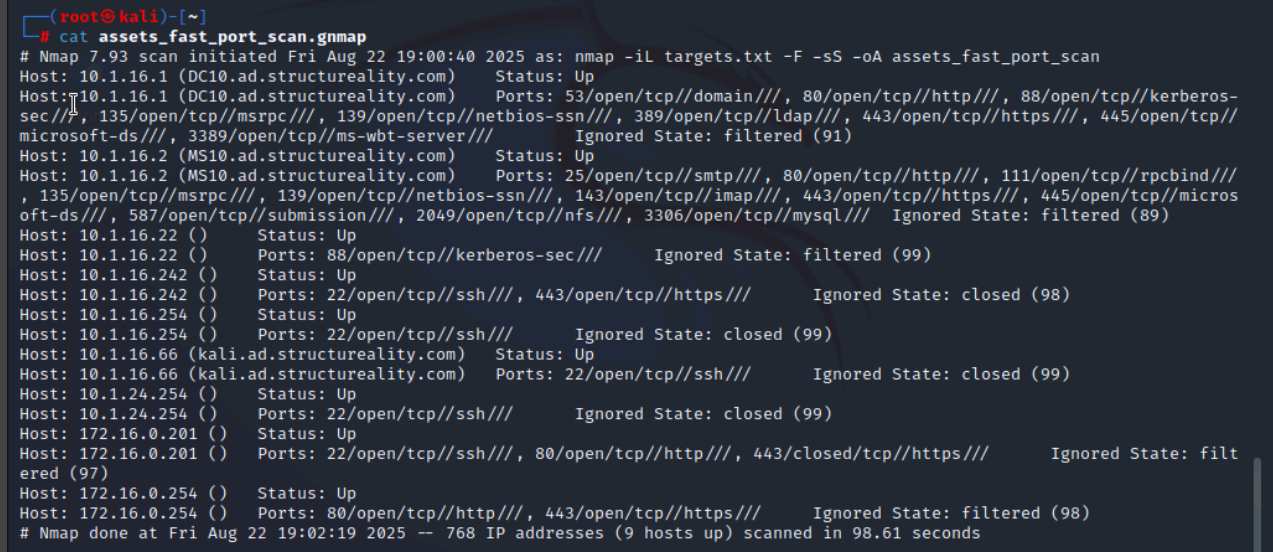 ┌──(root㉿kali)-[~]
└─# cat assets_fast_port_scan.gnmap
# Nmap 7.93 scan initiated Fri Aug 22 19:00:40 2025 as: nmap -iL targets.txt -F -sS -oA assets_fast_port_scan
Host: 10.1.16.1 (DC10.ad.structureality.com)	Status: Up
Host: 10.1.16.1 (DC10.ad.structureality.com)	Ports: 53/open/tcp//domain///, 80/open/tcp//http///, 88/open/tcp//kerberos-
sec///, 135/open/tcp//msrpc///, 139/open/tcp//netbios-ssn///, 389/open/tcp//ldap///, 443/open/tcp//https///, 445/open/tcp//
microsoft-ds///, 3389/open/tcp//ms-wbt-server///	Ignored State: filtered (91)
Host: 10.1.16.2 (MS10.ad.structureality.com)	Status: Up
Host: 10.1.16.2 (MS10.ad.structureality.com)	Ports: 25/open/tcp//smtp///, 80/open/tcp//http///, 111/open/tcp//rpcbind///
, 135/open/tcp//msrpc///, 139/open/tcp//netbios-ssn///, 143/open/tcp//imap///, 443/open/tcp//https///, 445/open/tcp//micros
oft-ds///, 587/open/tcp//submission///, 2049/open/tcp//nfs///, 3306/open/tcp//mysql///	Ignored State: filtered (89)
Host: 10.1.16.22 ()	Status: Up
Host: 10.1.16.22 ()	Ports: 88/open/tcp//kerberos-sec///	Ignored State: filtered (99)
Host: 10.1.16.242 ()	Status: Up
Host: 10.1.16.242 ()	Ports: 22/open/tcp//ssh///, 443/open/tcp//https///	Ignored State: closed (98)
Host: 10.1.16.254 ()	Status: Up
Host: 10.1.16.254 ()	Ports: 22/open/tcp//ssh///	Ignored State: closed (99)
Host: 10.1.16.66 (kali.ad.structureality.com)	Status: Up
Host: 10.1.16.66 (kali.ad.structureality.com)	Ports: 22/open/tcp//ssh///	Ignored State: closed (99)
Host: 10.1.24.254 ()	Status: Up
Host: 10.1.24.254 ()	Ports: 22/open/tcp//ssh///	Ignored State: closed (99)
Host: 172.16.0.201 ()	Status: Up
Host: 172.16.0.201 ()	Ports: 22/open/tcp//ssh///, 80/open/tcp//http///, 443/closed/tcp//https///	Ignored State: filt
ered (97)
Host: 172.16.0.254 ()	Status: Up
Host: 172.16.0.254 ()	Ports: 80/open/tcp//http///, 443/open/tcp//https///	Ignored State: filtered (98)
# Nmap done at Fri Aug 22 19:02:19 2025 -- 768 IP addresses (9 hosts up) scanned in 98.61 seconds